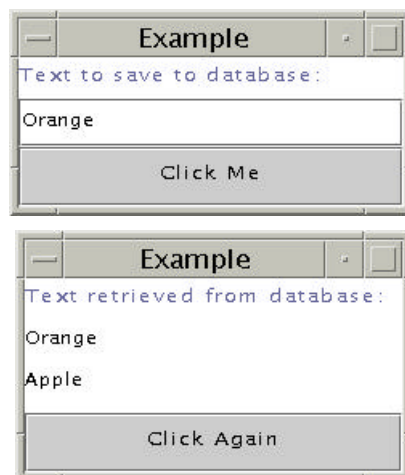 Example
Text to save to database:
Orange
Click Me
Example
Text retrieved from database:
Orange
Apple
Click Again